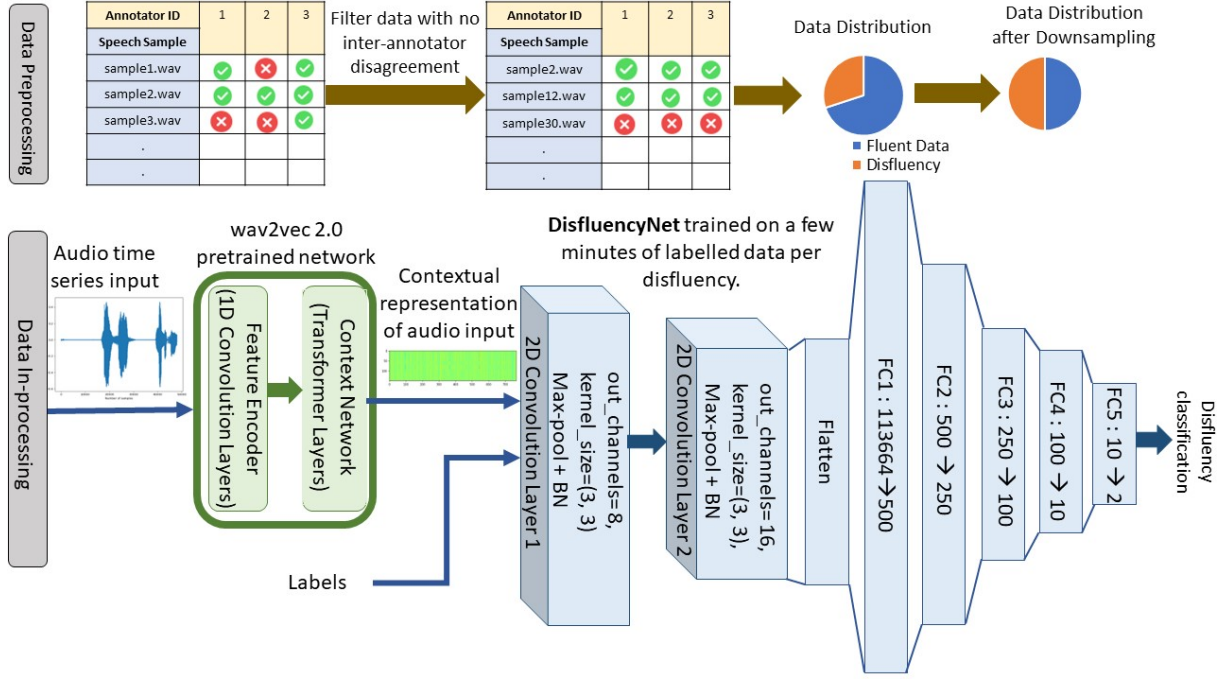 Data Preprocessing
Annotator ID 1 2 3
Speech Sample
sample1.wav
sample2.wav
sample3.wav
.
.
Filter data with no
inter-annotator
disagreement
Annotator ID 1 2 3
Speech Sample
sample2.wav
sample12.wav
sample30.wav
.
.
Data Distribution
Fluent Data
Disfluency
Data Distribution
after Downsampling
Data In-processing
Audio time
series input
wav2vec 2.0
pretrained network
Feature Encoder
(1D Convolution Layers)
Context Network
(Transformer Layers)
Contextual
representation
of audio input
Labels
DisfluencyNet trained on a few
minutes of labelled data per
disfluency.
2D Convolution Layer 1
out_channels=8,
kernel_size=(3, 3)
Max-pool + BN
2D Convolution Layer 2
out_channels= 16,
kernel_size=(3, 3),
Max-pool + BN
Flatten
FC1 : 113664→500
FC2 : 500 → 250
FC3 : 250 → 100
FC4 : 100 → 10
FC5 : 10 → 2
Disfluency
classification